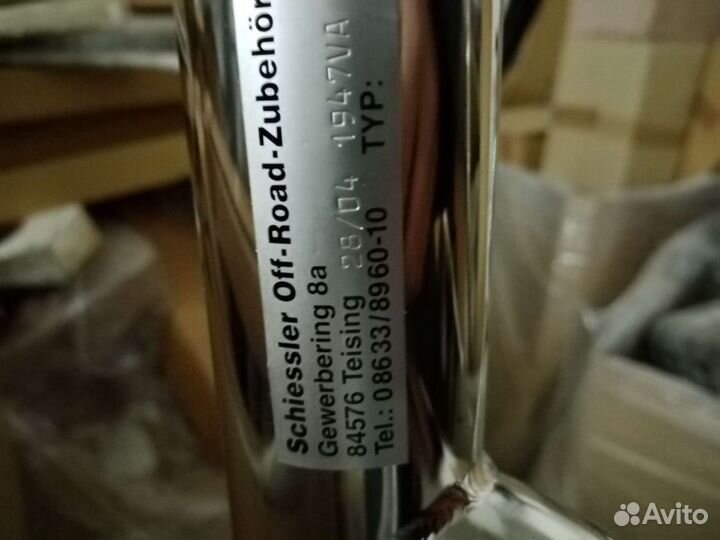 Schiessler Off-Road-Zubehör
Gewerbering 8a
84576 Teising 28/04 1947VA
Tel.: 08633/8960-10 TYP:
Avito